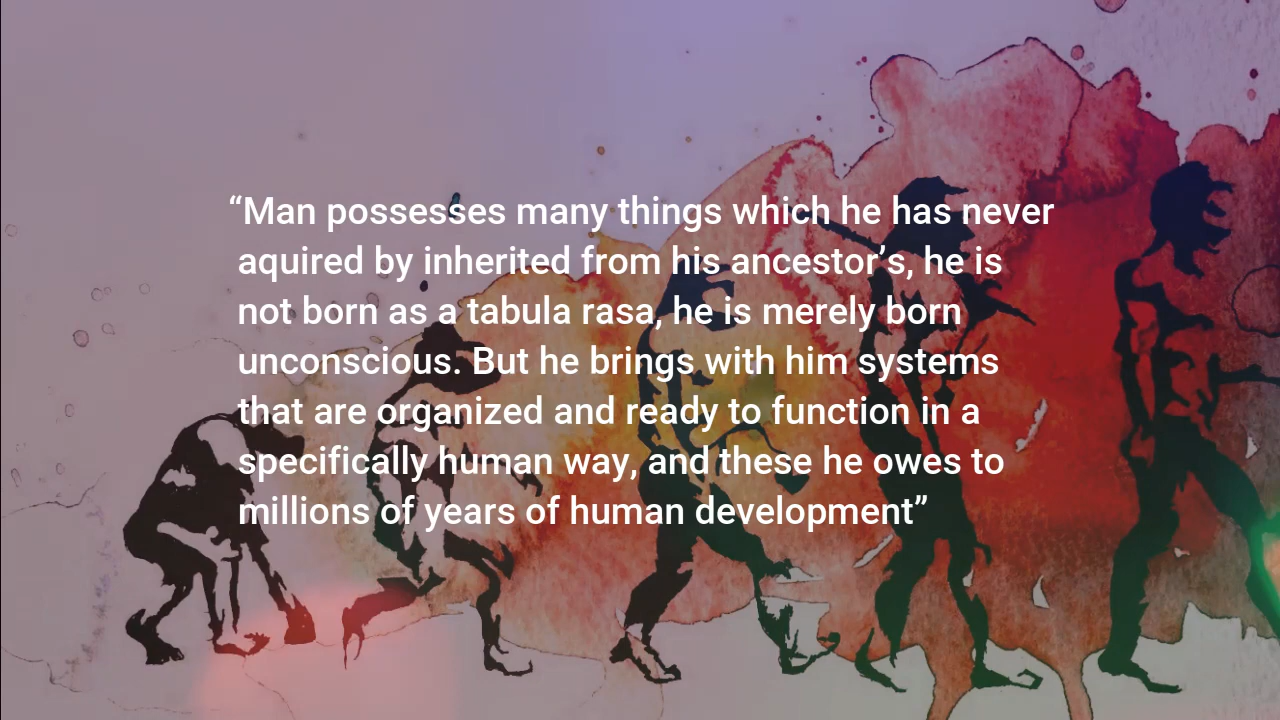 “Man possesses many things which he has never
aquired by inherited from his ancestor’s, he is
not born as a tabula rasa, he is merely born
unconscious. But he brings with him systems
that are organized and ready to function in a
specifically human way, and these he owes to
millions of years of human development”